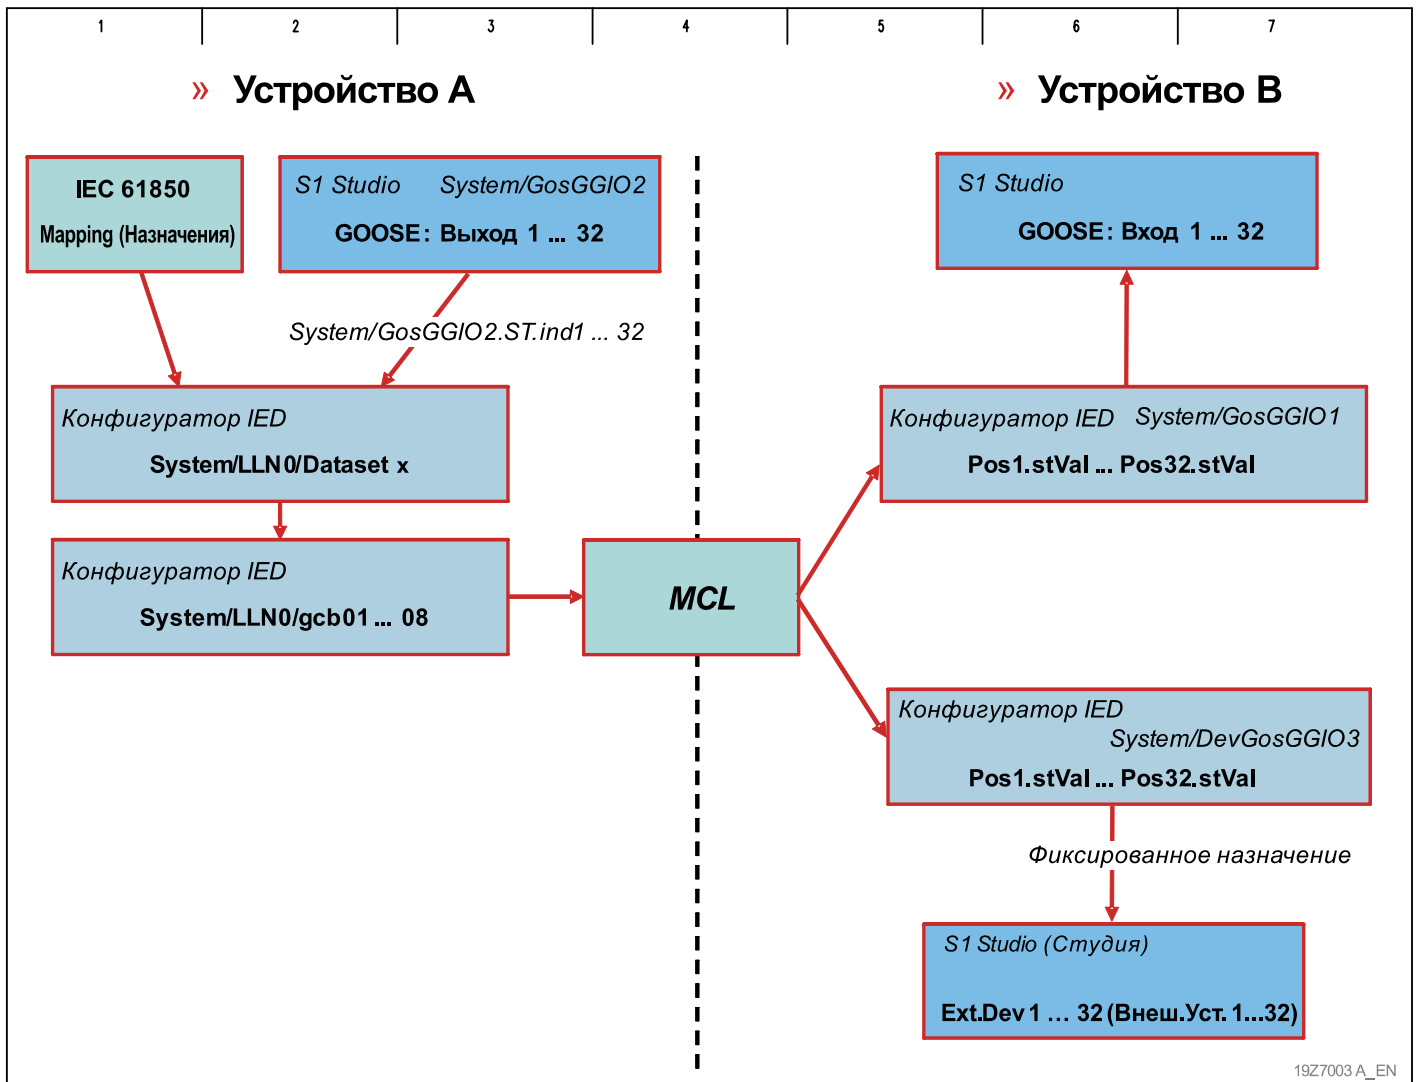 1 2 3 4 5 6 7
» Устройство A
» Устройство B
IEC 61850
Mapping (Назначения)
S1 Studio System/GosGGIO2
GOOSE: Выход 1 ... 32
S1 Studio
GOOSE: Вход 1 ... 32
System/GosGGIO2.ST.ind1 ... 32
Конфигуратор IED
System/LLN0/Dataset x
Конфигуратор IED System/GosGGIO1
Pos1.stVal ... Pos32.stVal
Конфигуратор IED
System/LLN0/gcb01 ... 08
MCL
Конфигуратор IED
System/DevGosGGIO3
Pos1.stVal ... Pos32.stVal
Фиксированное назначение
S1 Studio (Студия)
Ext.Dev 1 ... 32 (Внеш.Уст. 1...32)
19Z7003 A_EN